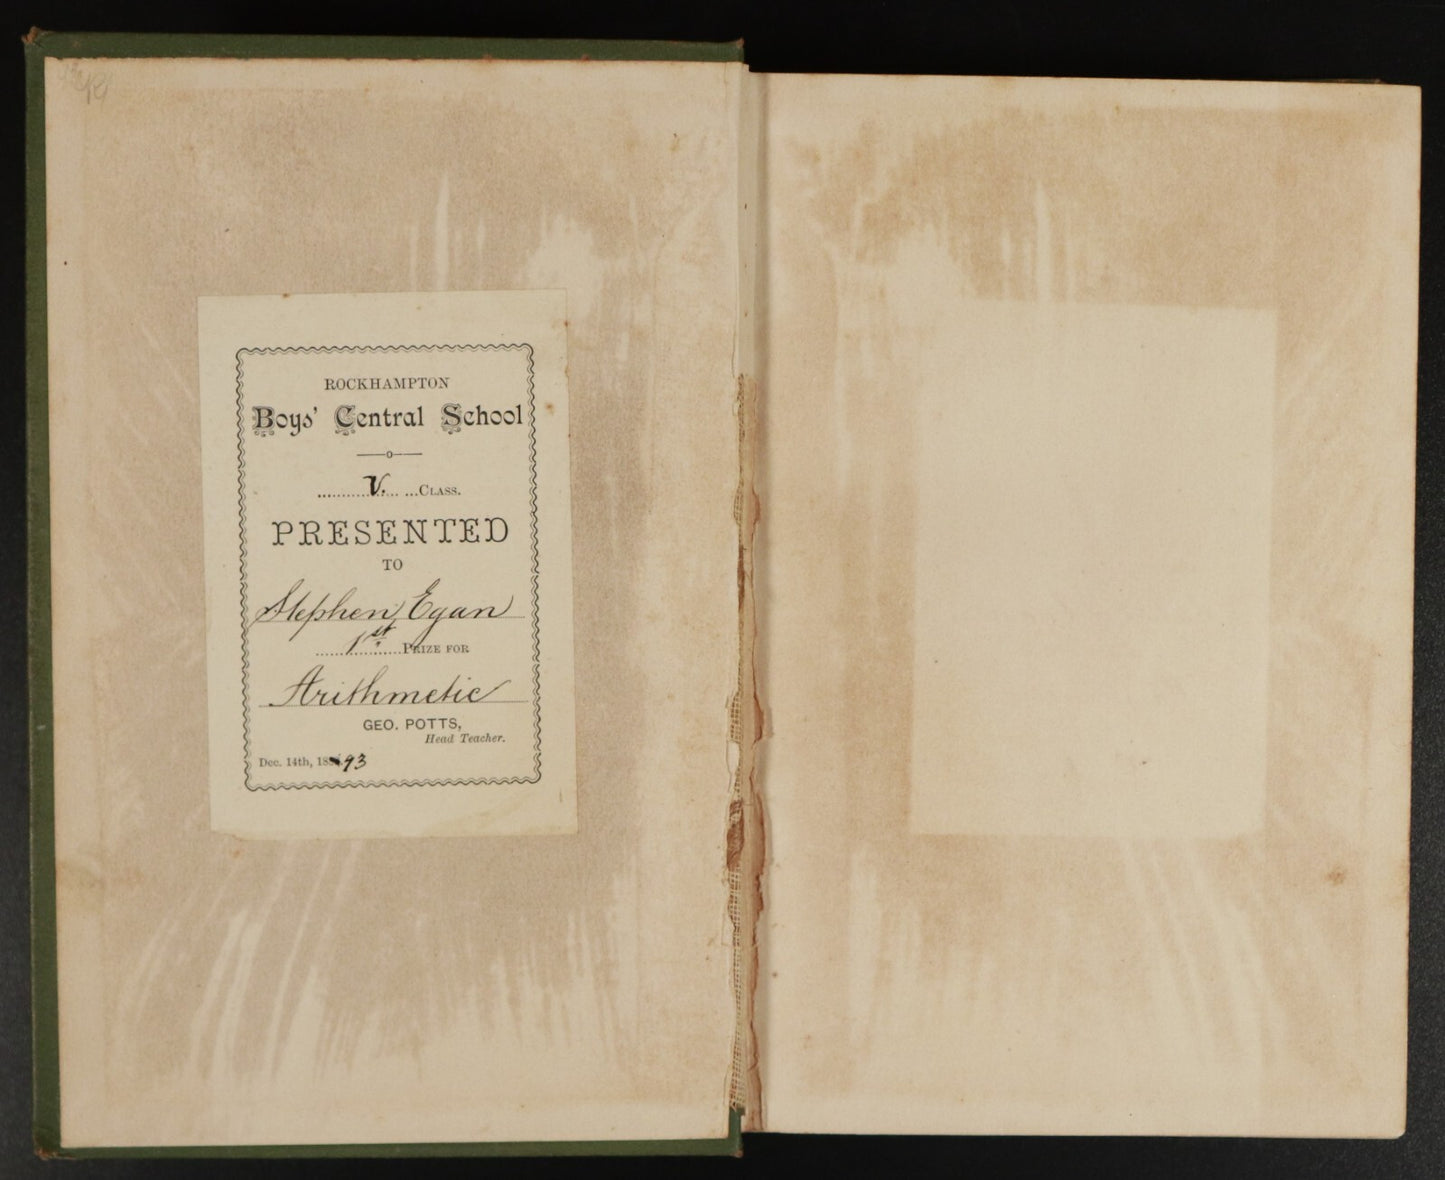 ROCKHAMPTON
Boys' Central School
V. CLASS.
PRESENTED
TO
Stephen Egan
1st PRIZE FOR
Arithmetic
GEO. POTTS,
Head Teacher.
Dec. 14th, 1893